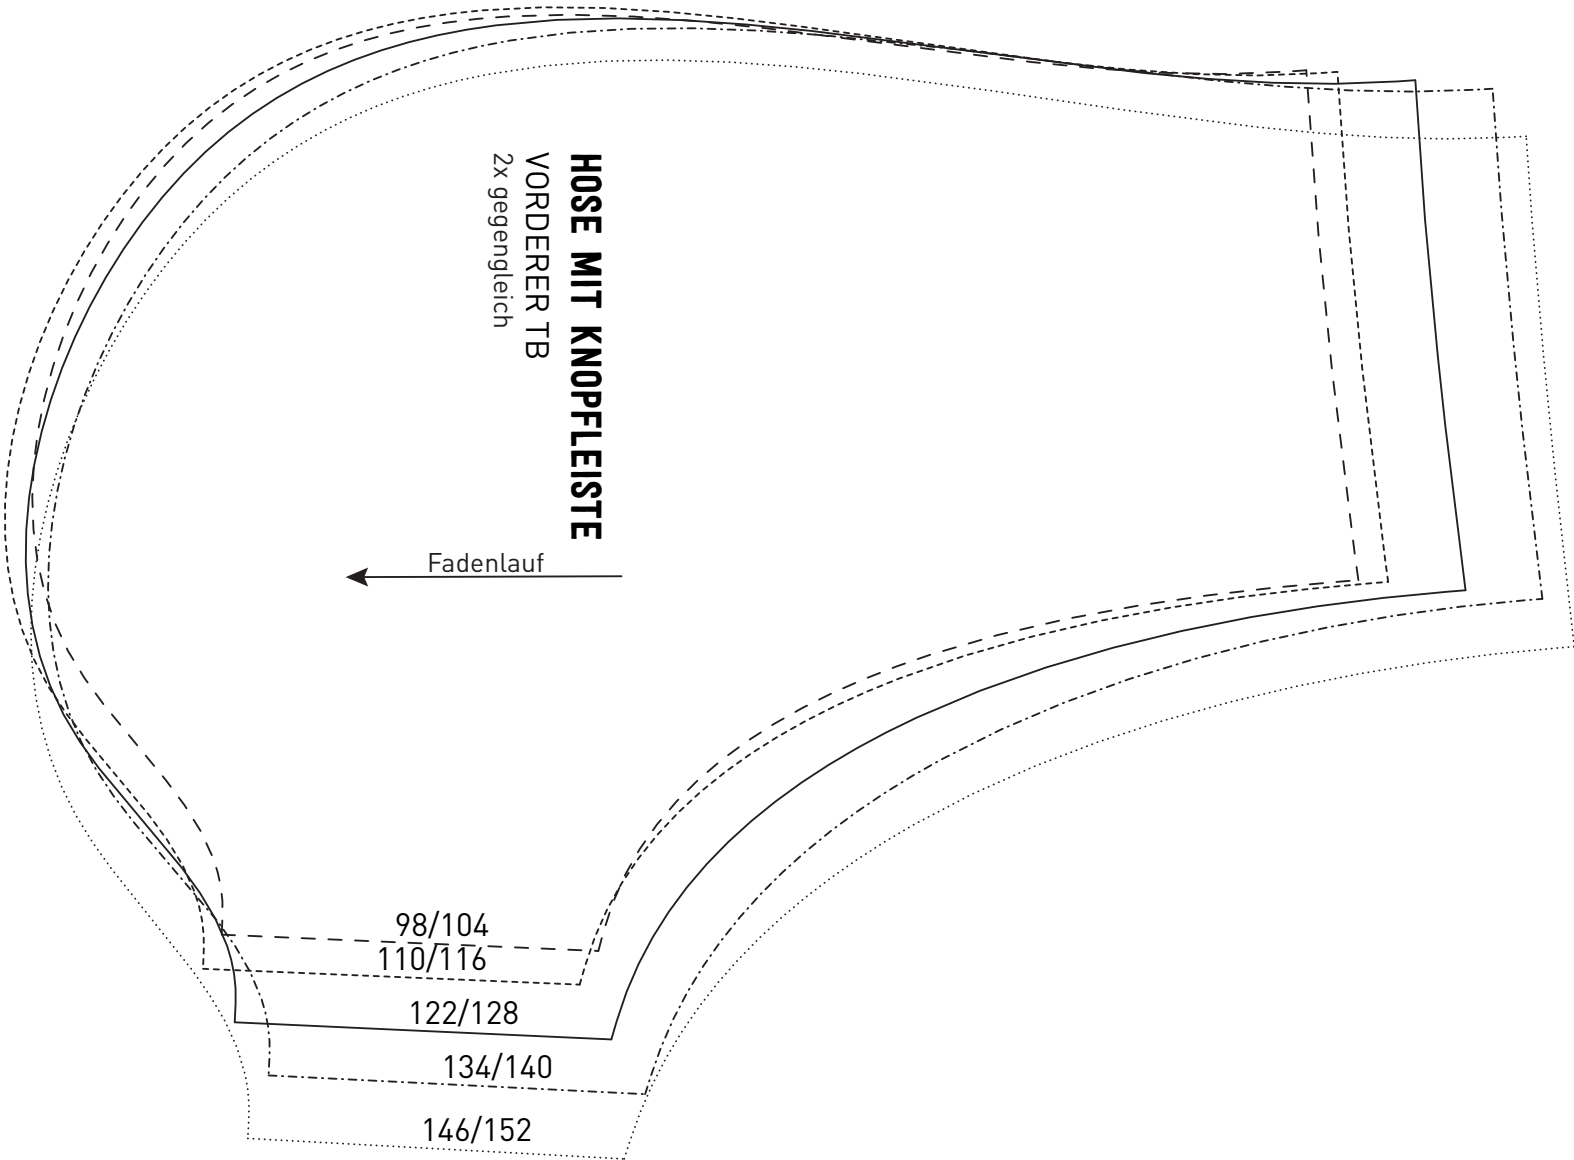 HOSE MIT KNOPFLEISTE
VORDERER TB
2x gegengleich
Fadenlauf
98/104
110/116
122/128
134/140
146/152